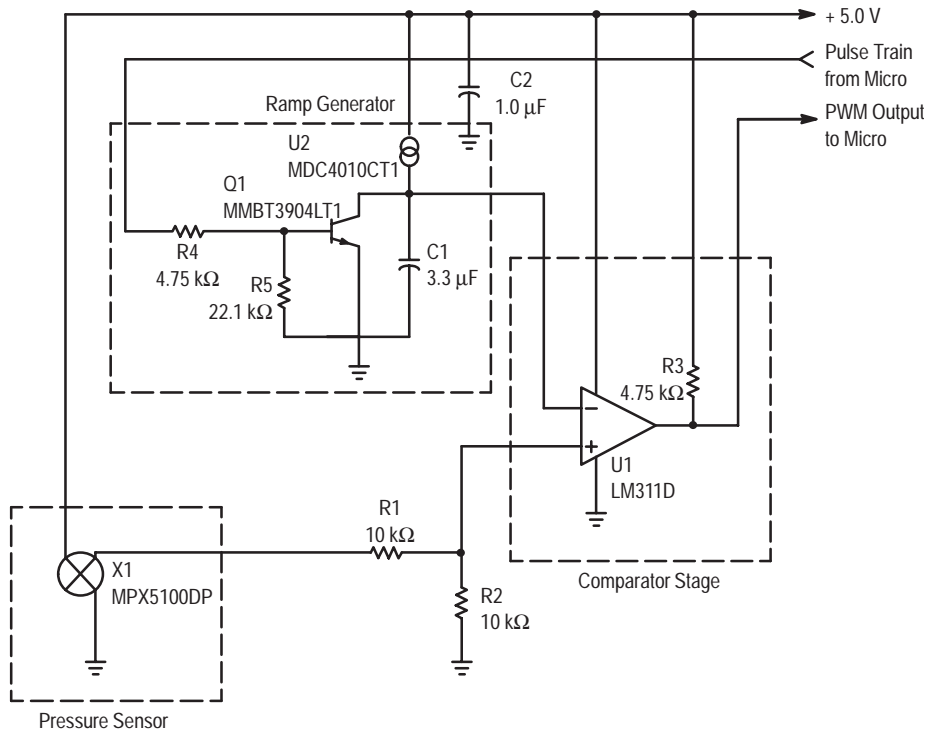 + 5.0 V
Pulse Train
from Micro
C2
1.0 µF
PWM Output
to Micro
Ramp Generator
U2
MDC4010CT1
Q1
MMBT3904LT1
R4
4.75 kΩ
C1
3.3 µF
R5
22.1 kΩ
R3
4.75 kΩ
−
+
U1
LM311D
R1
10 kΩ
X1
MPX5100DP
Comparator Stage
R2
10 kΩ
Pressure Sensor